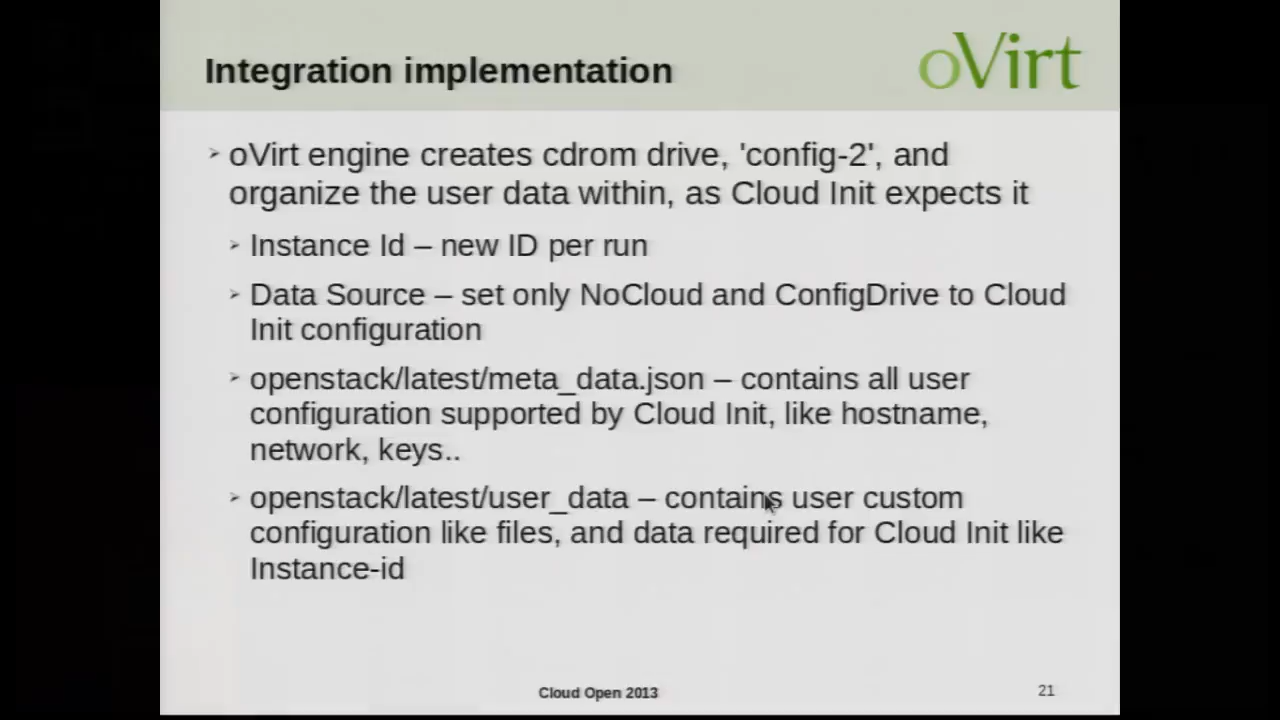 Integration implementation
oVirt
oVirt engine creates cdrom drive, 'config-2', and
organize the user data within, as Cloud Init expects it
Instance Id – new ID per run
Data Source – set only NoCloud and ConfigDrive to Cloud
Init configuration
openstack/latest/meta_data.json – contains all user
configuration supported by Cloud Init, like hostname,
network, keys..
openstack/latest/user_data – contains user custom
configuration like files, and data required for Cloud Init like
Instance-id
Cloud Open 2013
21